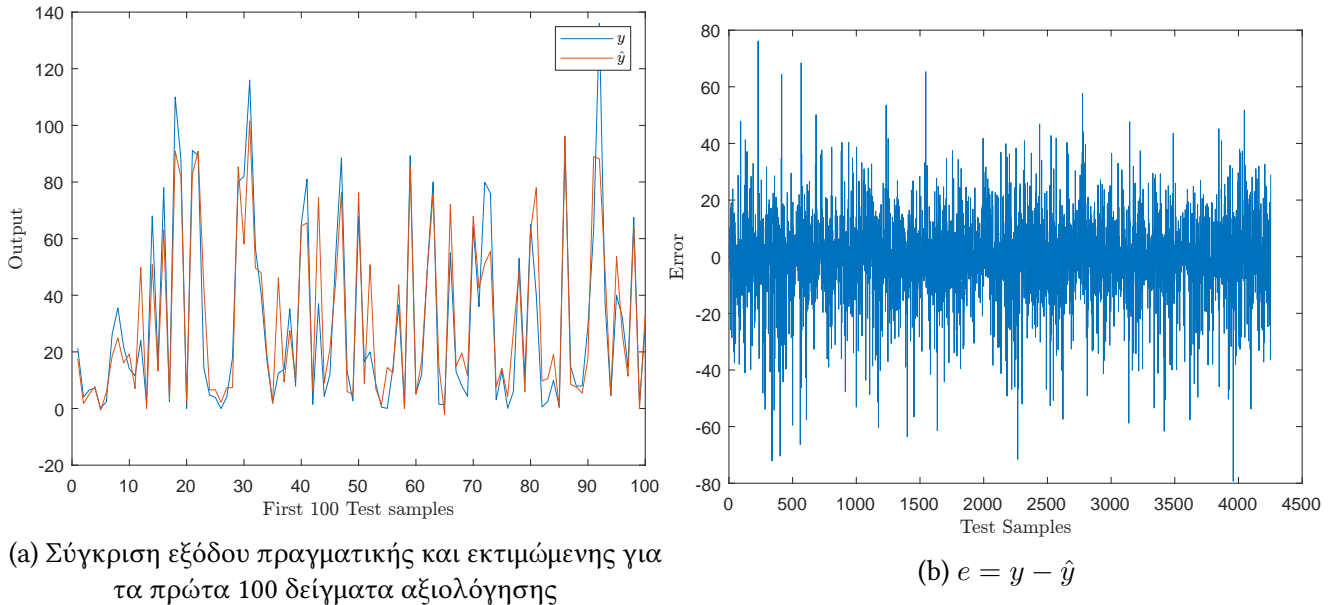 140
120
100
80
60
40
20
0
-20
Output
0 10 20 30 40 50 60 70 80 90 100
First 100 Test samples
y
ŷ
(a) Σύγκριση εξόδου πραγματικής και εκτιμώμενης για
τα πρώτα 100 δείγματα αξιολόγησης
80
60
40
20
0
-20
-40
-60
-80
Error
0 500 1000 1500 2000 2500 3000 3500 4000 4500
Test Samples
(b) e = y − ŷ